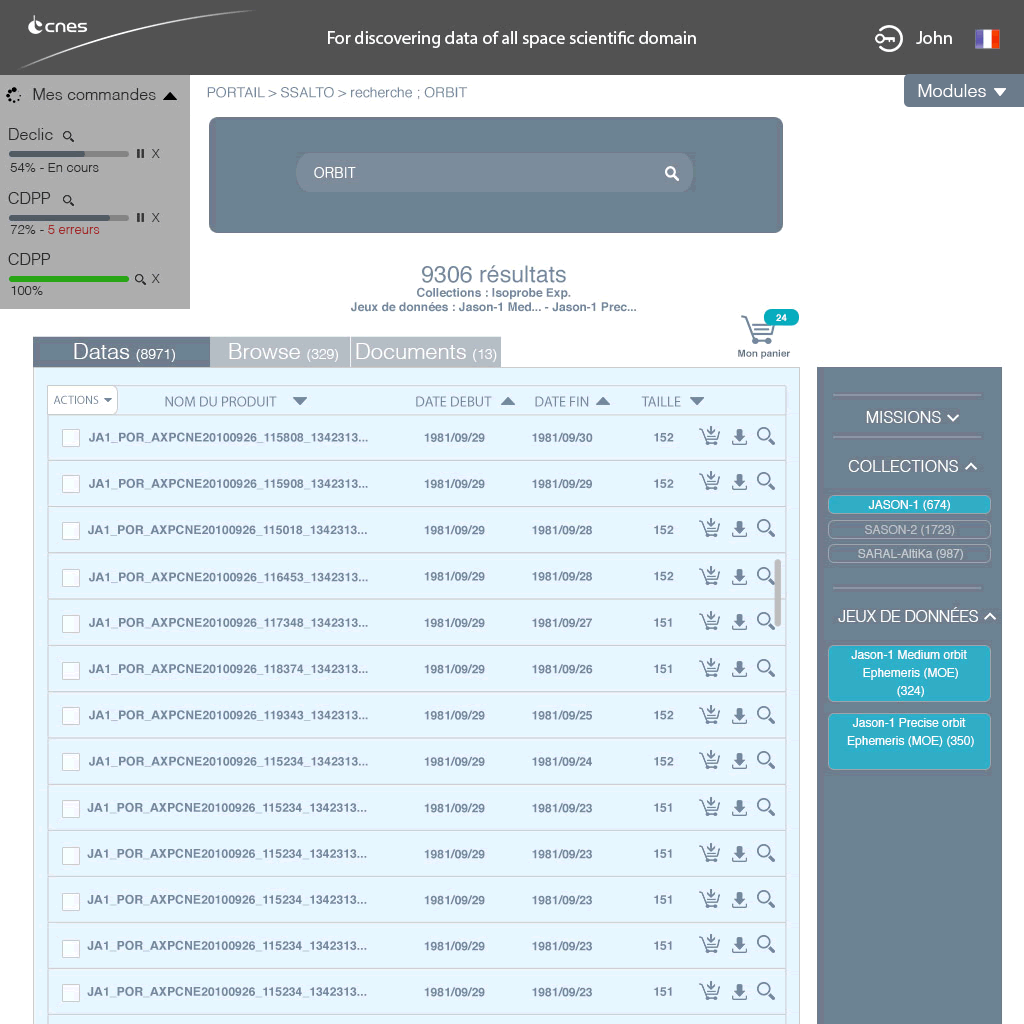 cnes
For discovering data of all space scientific domain
John
Mes commandes
Declic
X
54% - En cours
CDPP
X
72% - 5 erreurs
CDPP
X
100%
PORTAIL > SSALTO > recherche ; ORBIT
Modules
ORBIT
9306 résultats
Collections : Isoprobe Exp.
Jeux de données : Jason-1 Med... - Jason-1 Prec...
24
Mon panier
Datas (8971)
Browse (329)
Documents (13)
ACTIONS
NOM DU PRODUIT
DATE DEBUT
DATE FIN
TAILLE
JA1_POR_AXPCNE20100926_115808_1342313... 1981/09/29 1981/09/30 152
JA1_POR_AXPCNE20100926_115908_1342313... 1981/09/29 1981/09/29 152
JA1_POR_AXPCNE20100926_115018_1342313... 1981/09/29 1981/09/28 152
JA1_POR_AXPCNE20100926_116453_1342313... 1981/09/29 1981/09/28 152
JA1_POR_AXPCNE20100926_117348_1342313... 1981/09/29 1981/09/27 151
JA1_POR_AXPCNE20100926_118374_1342313... 1981/09/29 1981/09/26 151
JA1_POR_AXPCNE20100926_119343_1342313... 1981/09/29 1981/09/25 152
JA1_POR_AXPCNE20100926_115234_1342313... 1981/09/29 1981/09/24 152
JA1_POR_AXPCNE20100926_115234_1342313... 1981/09/29 1981/09/23 151
JA1_POR_AXPCNE20100926_115234_1342313... 1981/09/29 1981/09/23 151
JA1_POR_AXPCNE20100926_115234_1342313... 1981/09/29 1981/09/23 151
JA1_POR_AXPCNE20100926_115234_1342313... 1981/09/29 1981/09/23 151
JA1_POR_AXPCNE20100926_115234_1342313... 1981/09/29 1981/09/23 151
MISSIONS
COLLECTIONS
JASON-1 (674)
SASON-2 (1723)
SARAL-AltiKa (987)
JEUX DE DONNÉES
Jason-1 Medium orbit
Ephemeris (MOE)
(324)
Jason-1 Precise orbit
Ephemeris (MOE) (350)